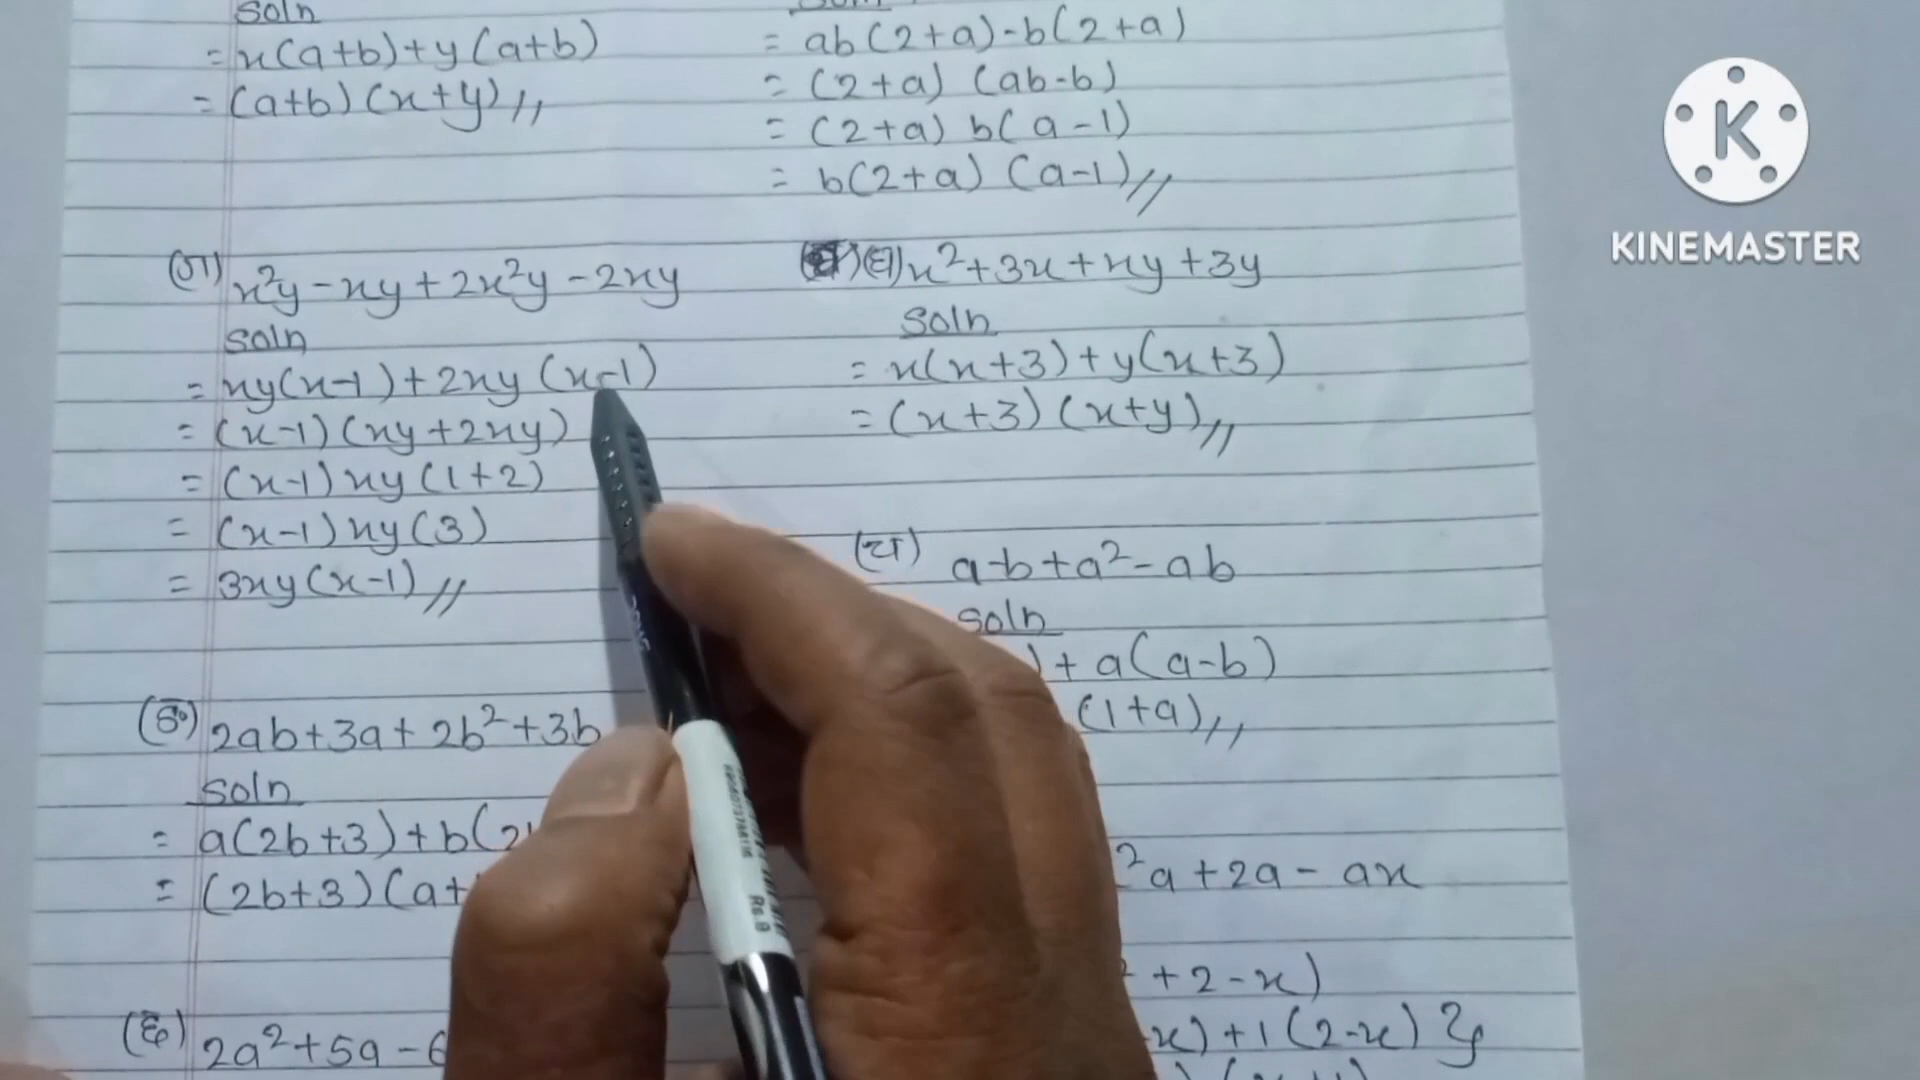 Soln
= x(a+b)+y(a+b)
= (a+b) (x+y)//
= ab(2+a)-b(2+a)
= (2+a) (ab-b)
= (2+a) b(a-1)
= b(2+a) (a-1)//
(ग) x²y-xy+2x²y-2xy
Soln
= xy(x-1)+2xy(x-1)
= (x-1)(xy+2xy)
= (x-1)xy(1+2)
= (x-1)xy(3)
= 3xy(x-1)//
(घ) x²+3x+xy+3y
Soln
= x(x+3)+y(x+3)
= (x+3) (x+y)//
(ङ) 2ab+3a+2b²+3b
Soln
= a(2b+3)+b(2
= (2b+3)(a+
(च) a-b+a²-ab
Soln
)+a(a-b)
(1+a)//
(छ) 2a²+5a-6
²a+2a-ax
+2-x)
x)+1(2-x)}
KINEMASTER